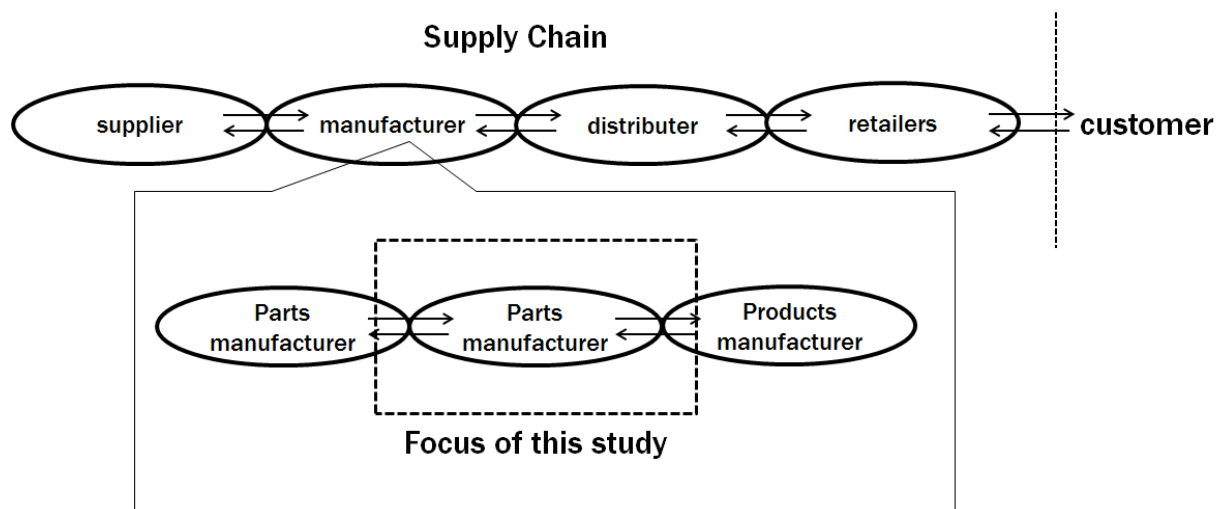 Supply Chain
supplier
manufacturer
distributer
retailers
customer
Parts
manufacturer
Parts
manufacturer
Products
manufacturer
Focus of this study